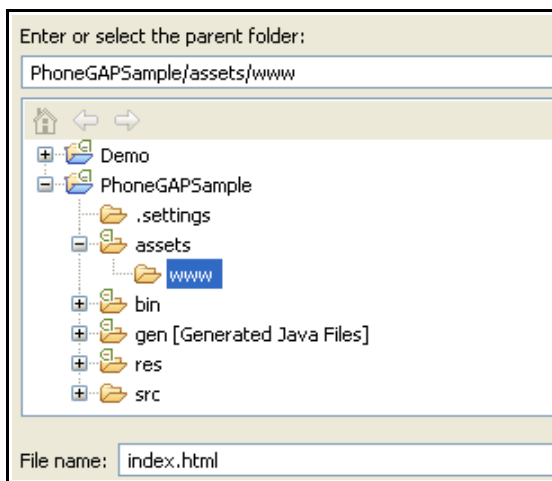 Enter or select the parent folder:
PhoneGAPSample/assets/www
Demo
PhoneGAPSample
.settings
assets
www
bin
gen [Generated Java Files]
res
src
File name: index.html